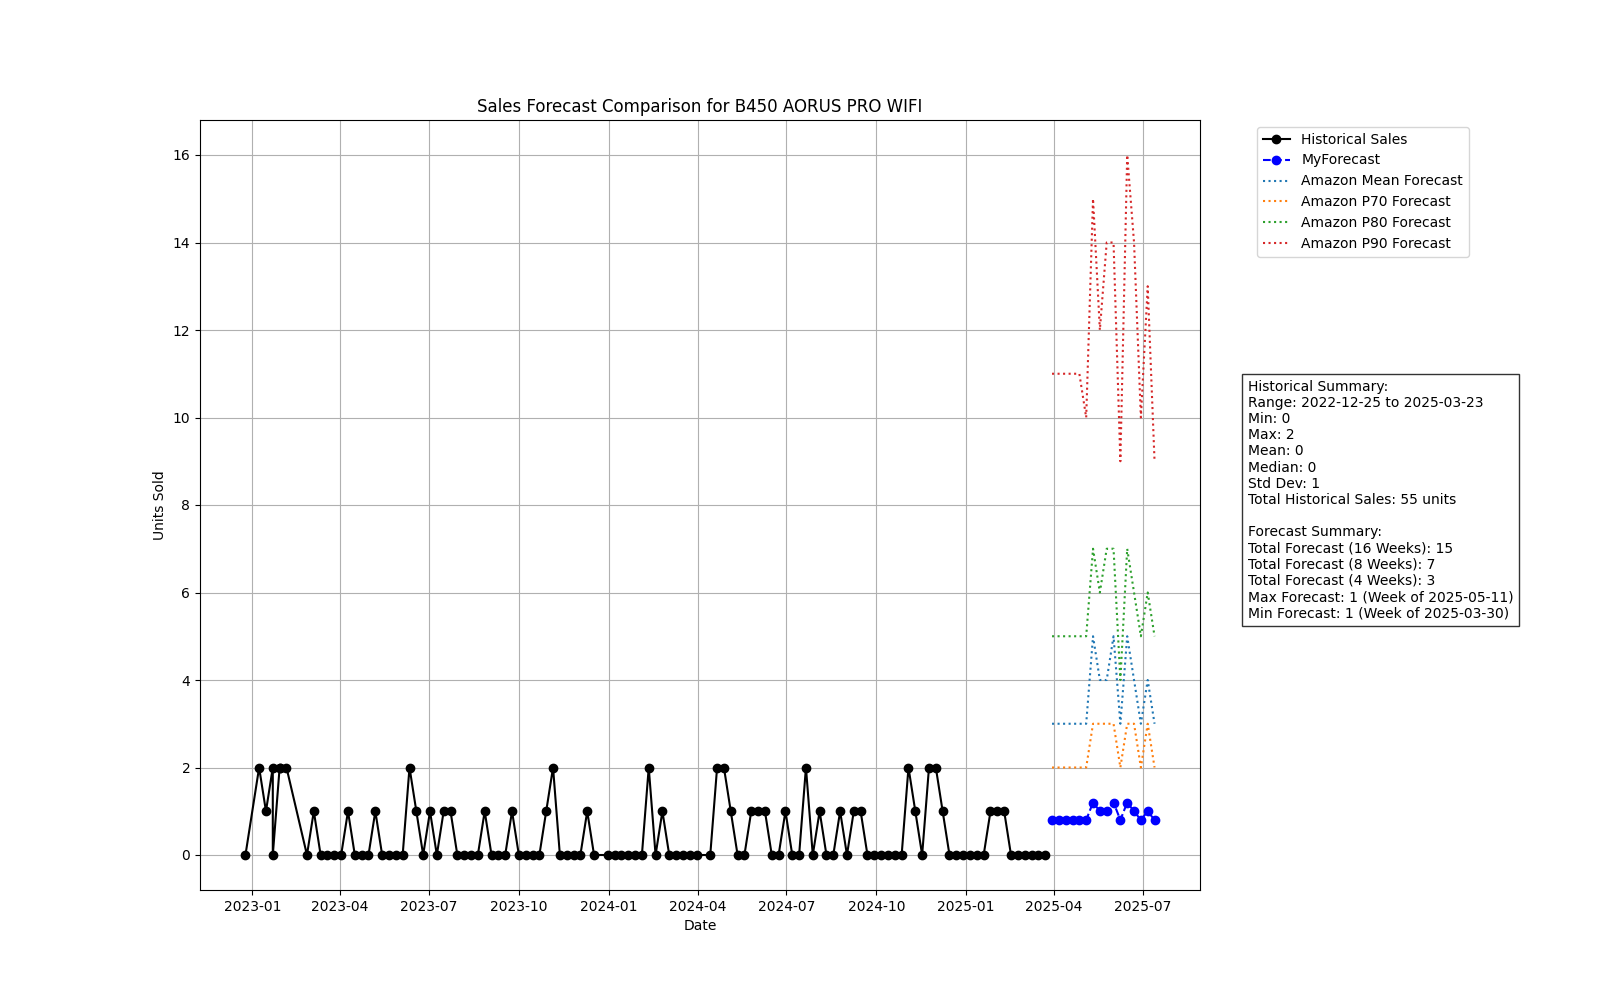 Sales Forecast Comparison for B450 AORUS PRO WIFI
16
14
12
10
8
6
4
2
0
Units Sold
2023-01
2023-04
2023-07
2023-10
2024-01
2024-04
2024-07
2024-10
2025-01
2025-04
2025-07
Date
Historical Sales
MyForecast
Amazon Mean Forecast
Amazon P70 Forecast
Amazon P80 Forecast
Amazon P90 Forecast
Historical Summary:
Range: 2022-12-25 to 2025-03-23
Min: 0
Max: 2
Mean: 0
Median: 0
Std Dev: 1
Total Historical Sales: 55 units
Forecast Summary:
Total Forecast (16 Weeks): 15
Total Forecast (8 Weeks): 7
Total Forecast (4 Weeks): 3
Max Forecast: 1 (Week of 2025-05-11)
Min Forecast: 1 (Week of 2025-03-30)